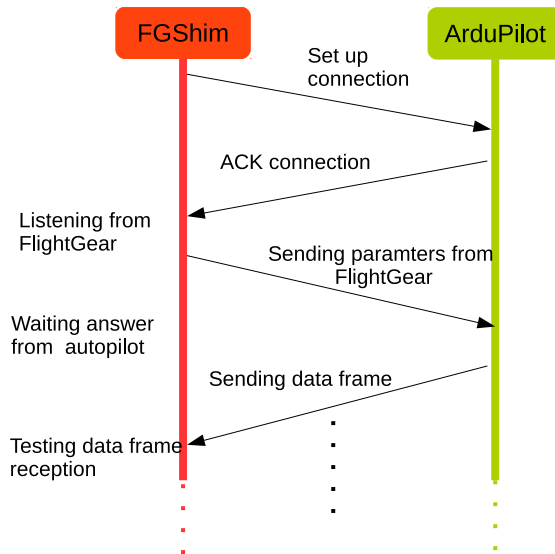 FGShim
ArduPilot
Set up
connection
ACK connection
Listening from
FlightGear
Sending paramters from
FlightGear
Waiting answer
from autopilot
Sending data frame
Testing data frame
reception